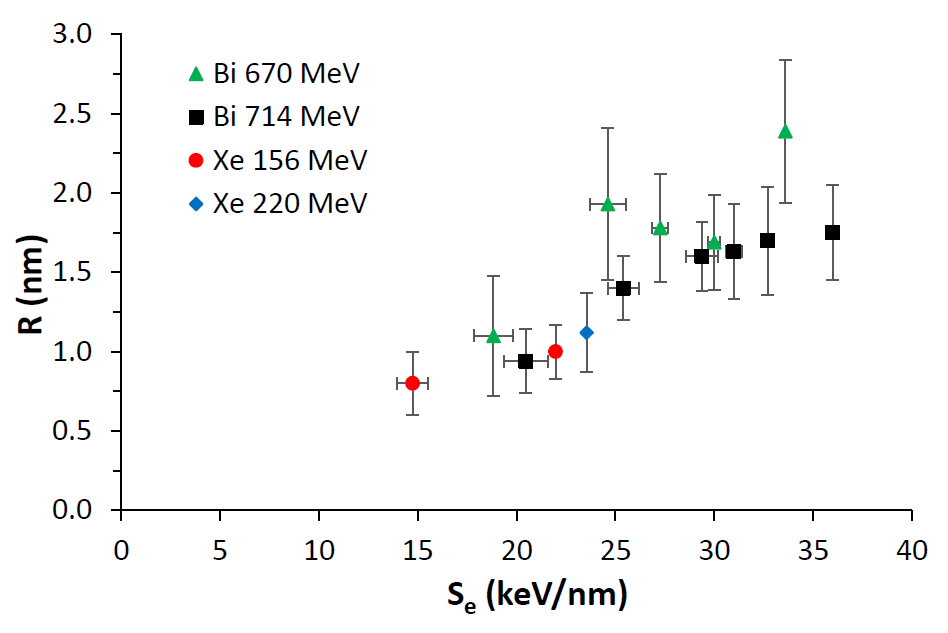 3.0
2.5
2.0
1.5
1.0
0.5
0.0
R (nm)
Bi 670 MeV
Bi 714 MeV
Xe 156 MeV
Xe 220 MeV
0 5 10 15 20 25 30 35 40
Se (keV/nm)